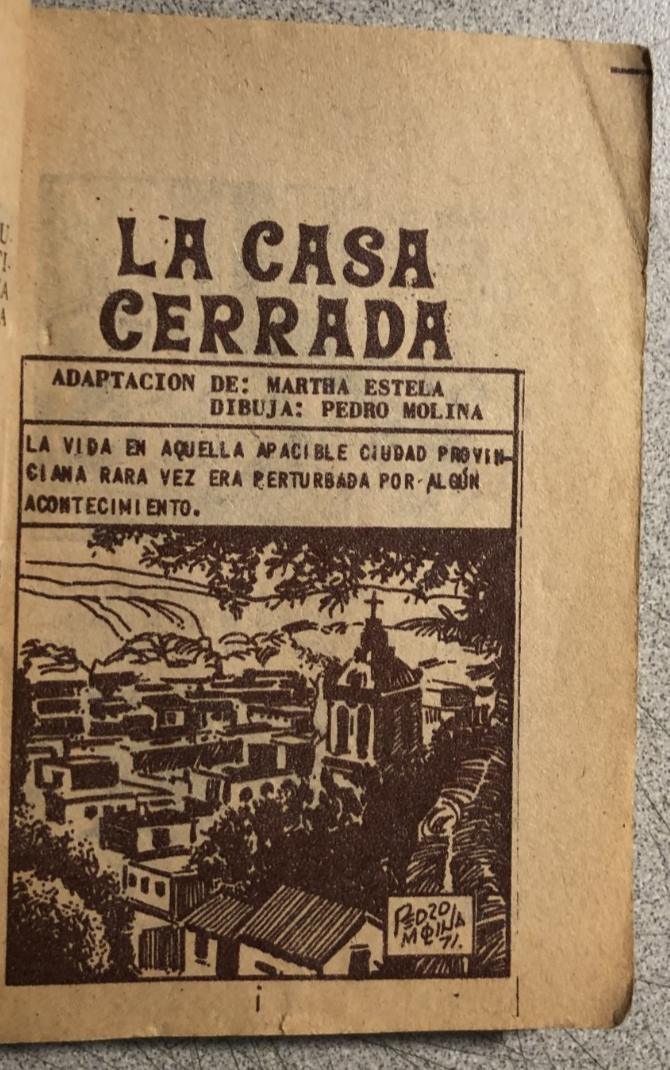 LA CASA
CERRADA
ADAPTACION DE: MARTHA ESTELA
DIBUJA: PEDRO MOLINA
LA VIDA EN AQUELLA APACIBLE CIUDAD PROVIN-
CIANA RARA VEZ ERA PERTURBADA POR ALGÚN
ACONTECIMIENTO.
PEDRO
MOLINA
71.